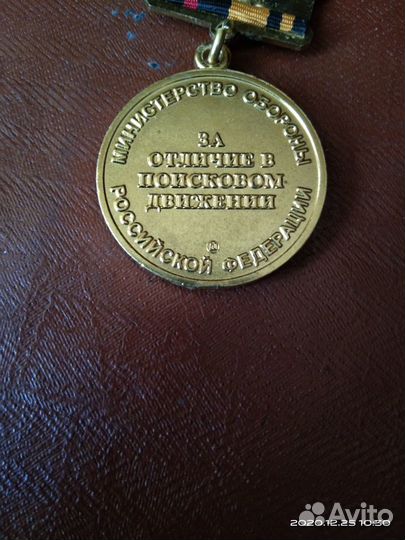 МИНИСТЕРСТВО ОБОРОНЫ
ЗА
ОТЛИЧИЕ В
ПОИСКОВОМ
ДВИЖЕНИИ
РОССИЙСКОЙ ФЕДЕРАЦИИ
2020.12.25 10:30
Avito